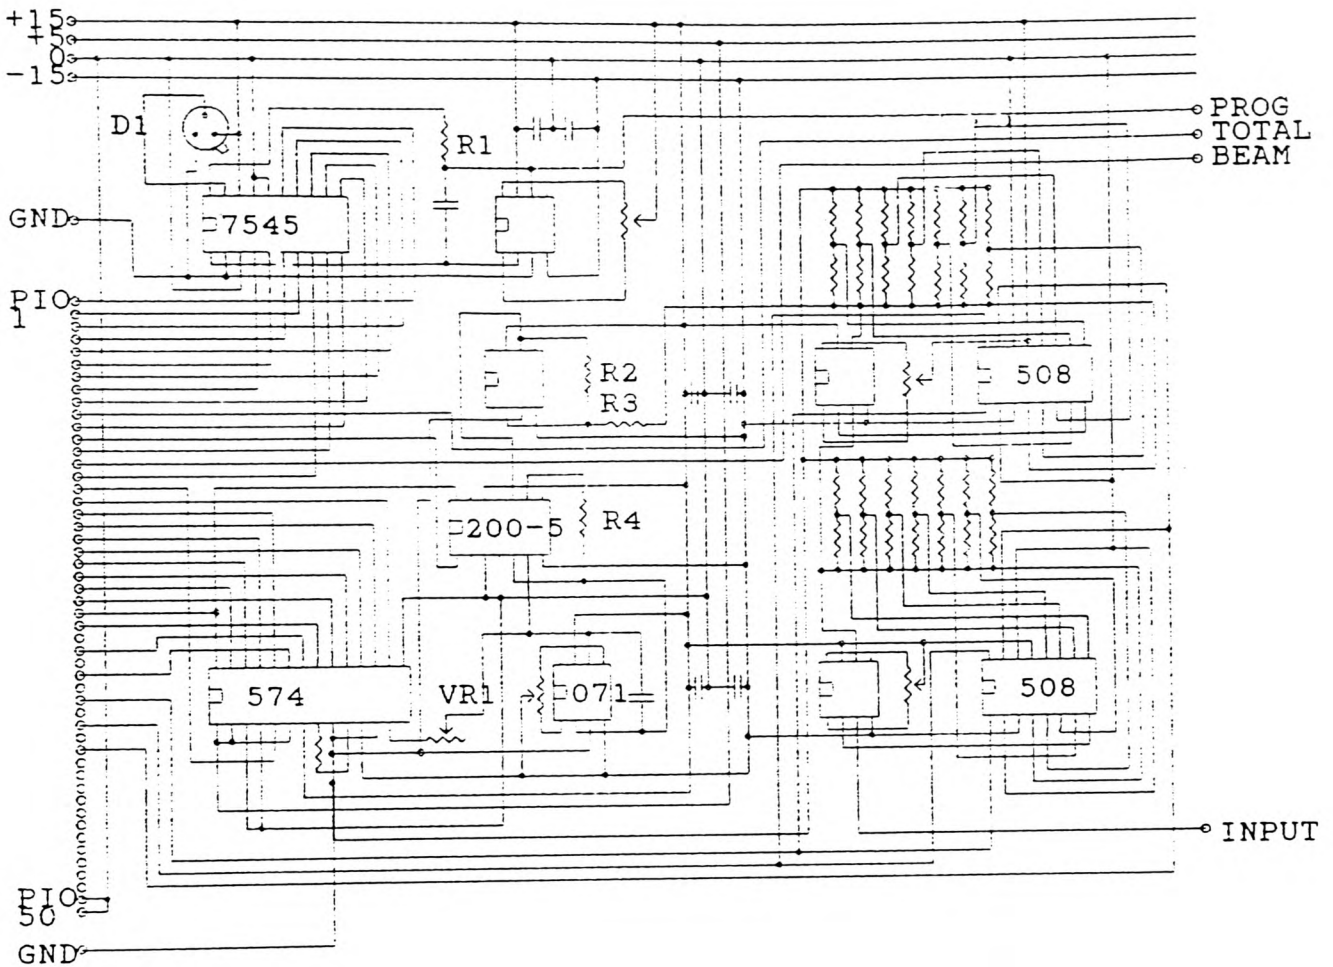 +15
+5
0
-15
PROG
TOTAL
BEAM
D1
R1
GND
7545
PIO
1
R2
R3
508
200-5
R4
574
VR1
071
508
INPUT
PIO
50
GND